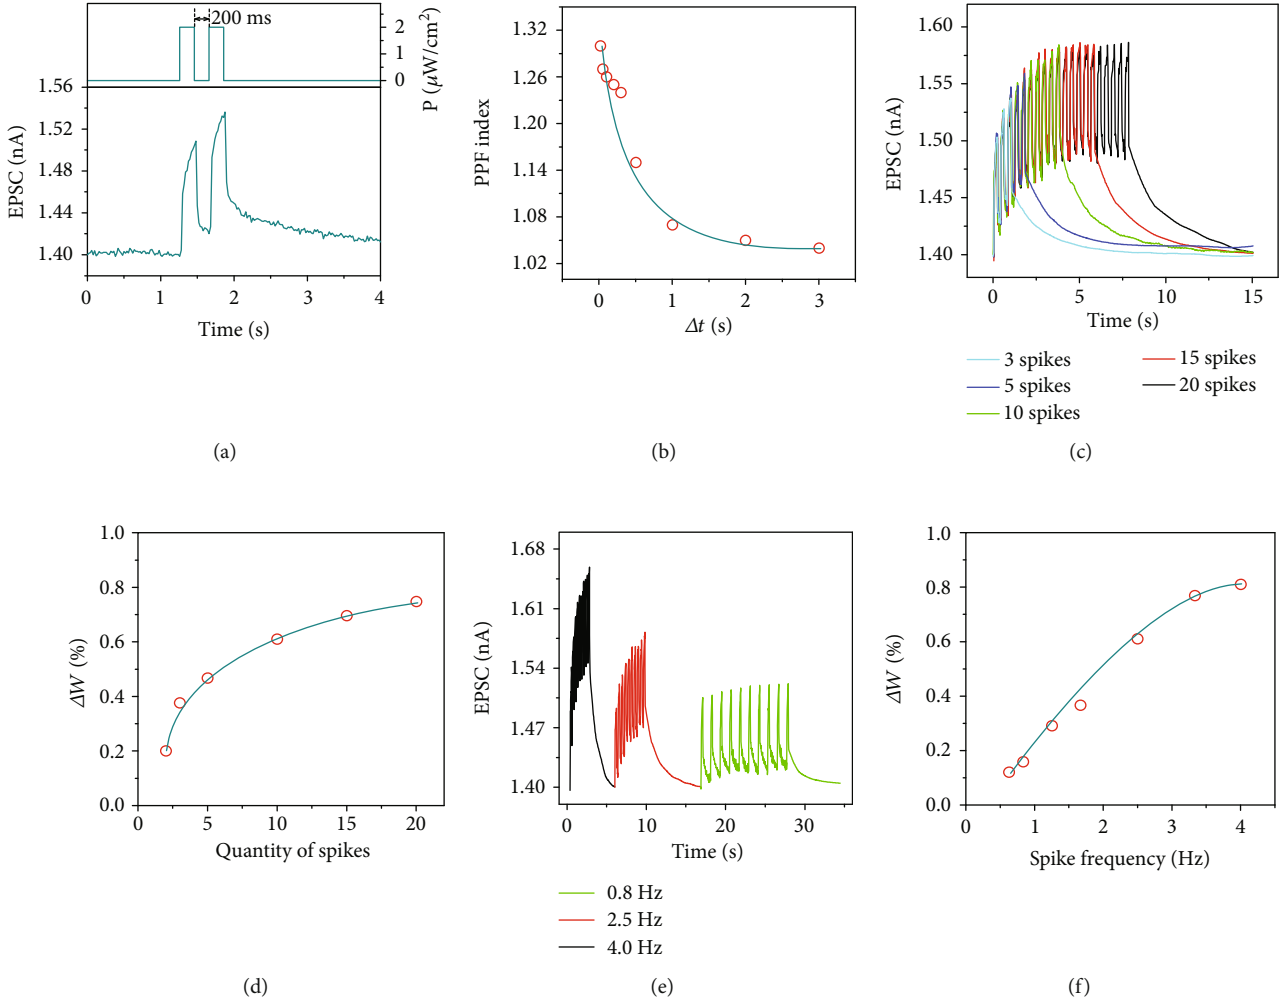 200 ms
2
1
0
P (μW/cm²)
1.56
1.52
1.48
1.44
1.40
EPSC (nA)
0 1 2 3 4
Time (s)
(a)
1.32
1.26
1.20
1.14
1.08
1.02
PPF index
0 1 2 3
Δt (s)
(b)
1.60
1.55
1.50
1.45
1.40
EPSC (nA)
0 5 10 15
Time (s)
3 spikes
5 spikes
10 spikes
15 spikes
20 spikes
(c)
1.0
0.8
0.6
0.4
0.2
0.0
ΔW (%)
0 5 10 15 20
Quantity of spikes
(d)
1.68
1.61
1.54
1.47
1.40
EPSC (nA)
0 10 20 30
Time (s)
0.8 Hz
2.5 Hz
4.0 Hz
(e)
1.0
0.8
0.6
0.4
0.2
0.0
ΔW (%)
0 1 2 3 4
Spike frequency (Hz)
(f)